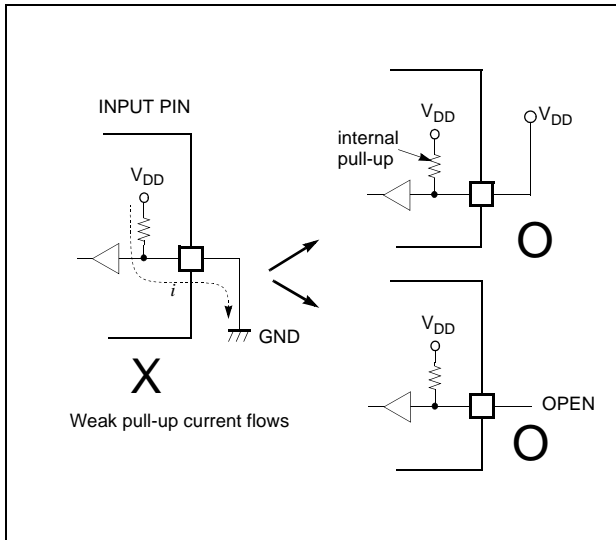 INPUT PIN
VDD
i
GND
X
Weak pull-up current flows
internal
pull-up
VDD
VDD
O
VDD
OPEN
O